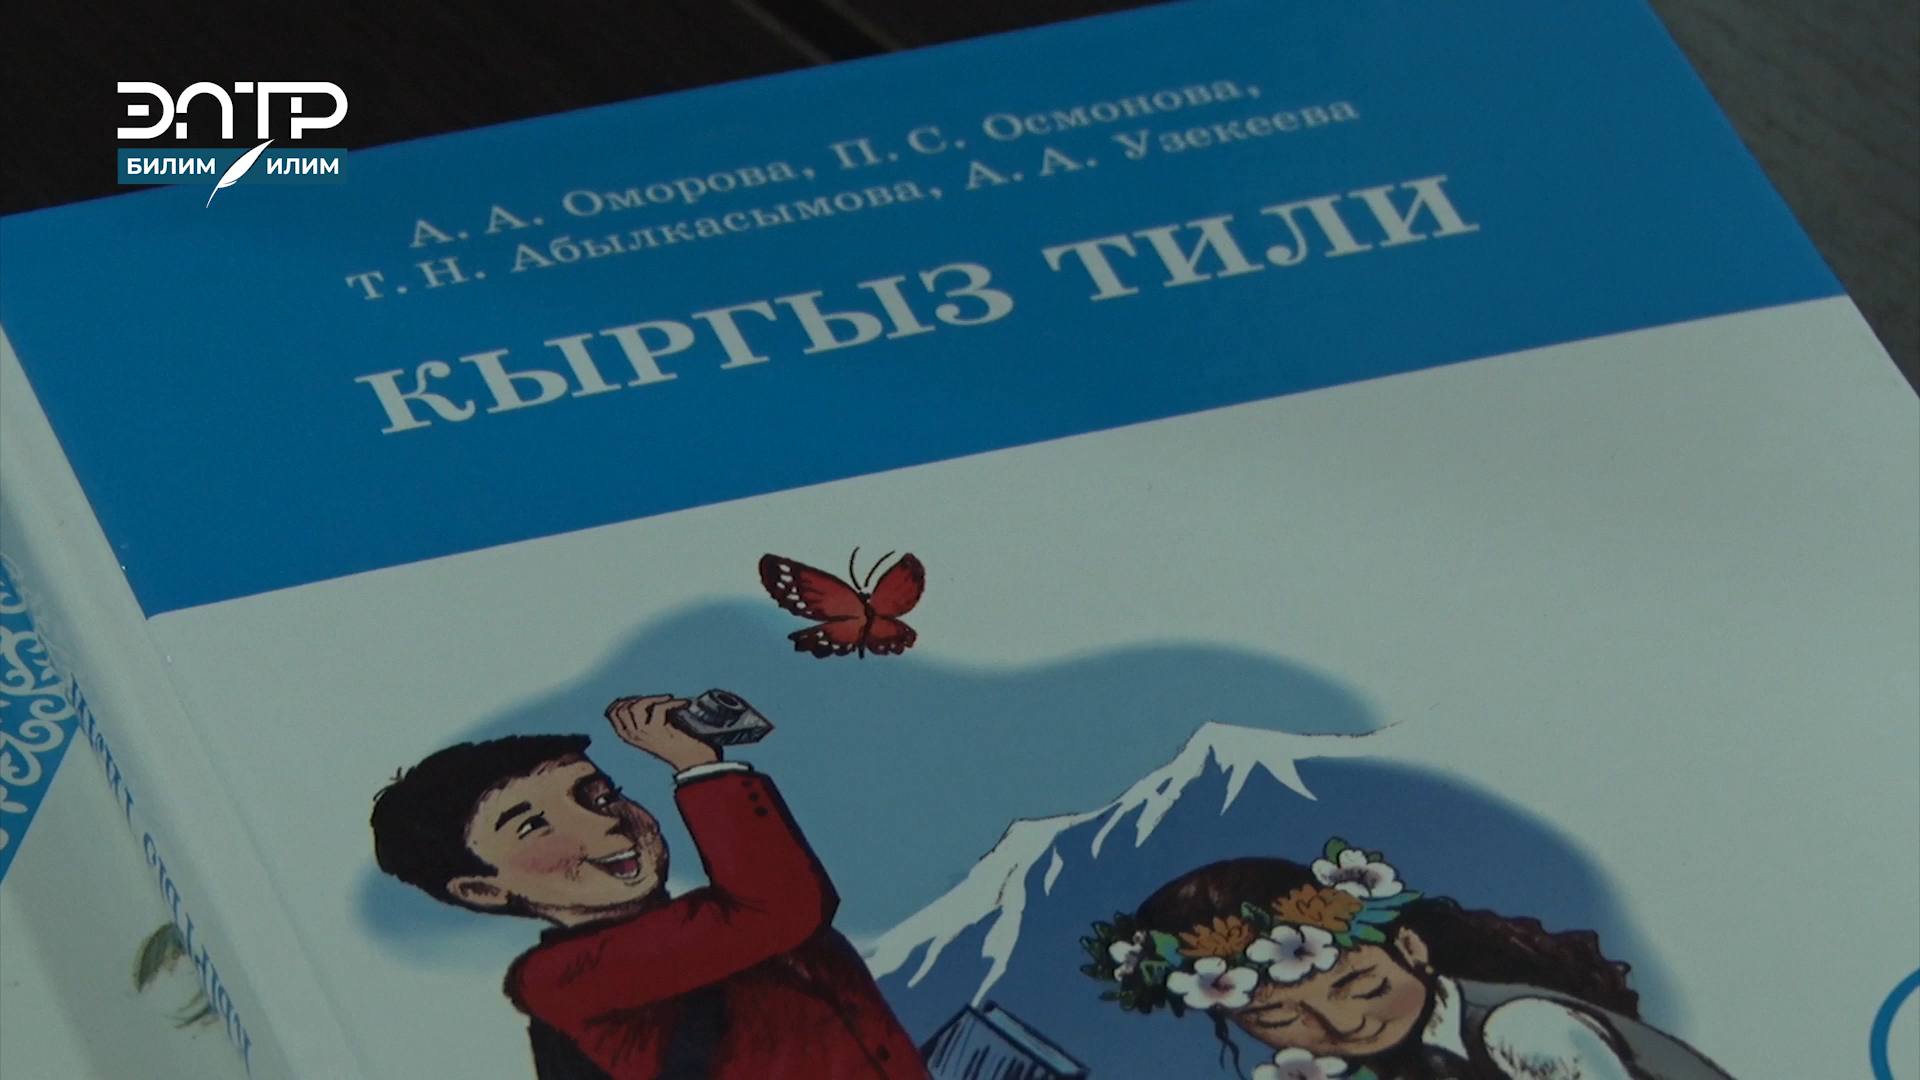 ЭЛТР
БИЛИМ ИЛИМ
А. А. Оморова, П. С. Осмонова,
Т. Н. Абылкасымова, А. А. Узекеева
КЫРГЫЗ ТИЛИ